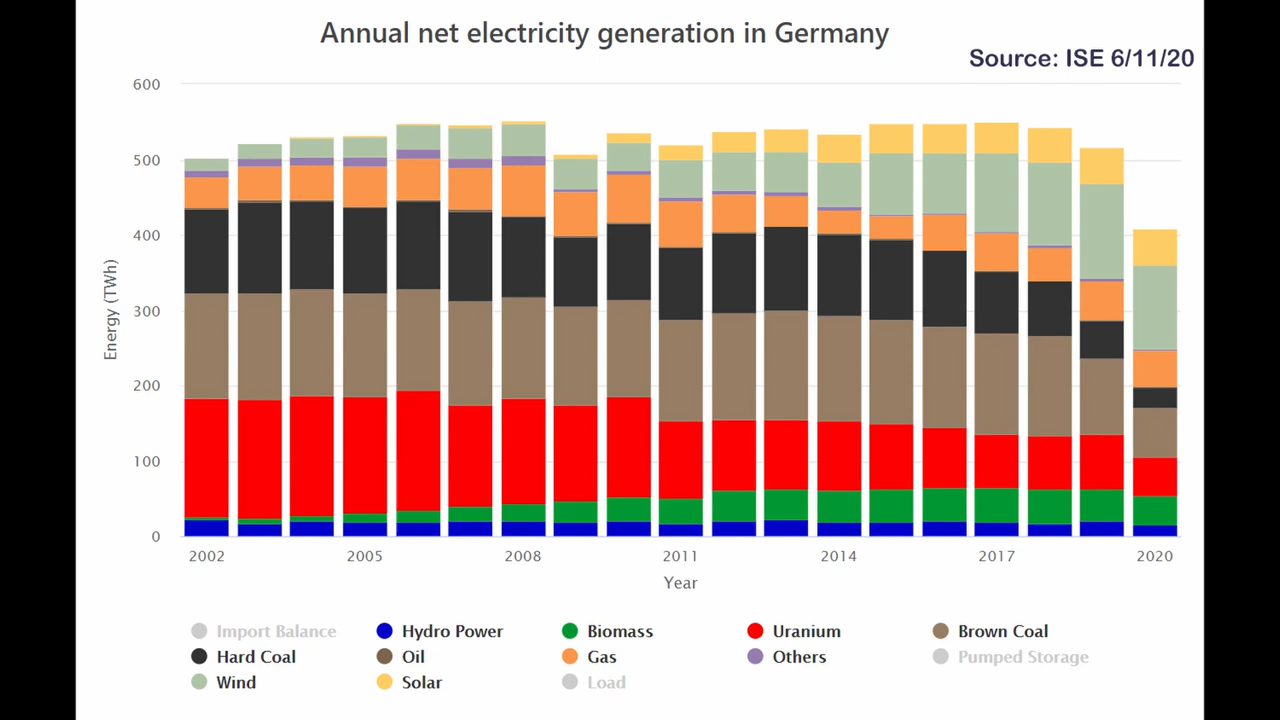 Annual net electricity generation in Germany
Source: ISE 6/11/20
600
500
400
300
200
100
0
Energy (TWh)
2002 2005 2008 2011 2014 2017 2020
Year
Import Balance Hydro Power Biomass Uranium Brown Coal
Hard Coal Oil Gas Others Pumped Storage
Wind Solar Load